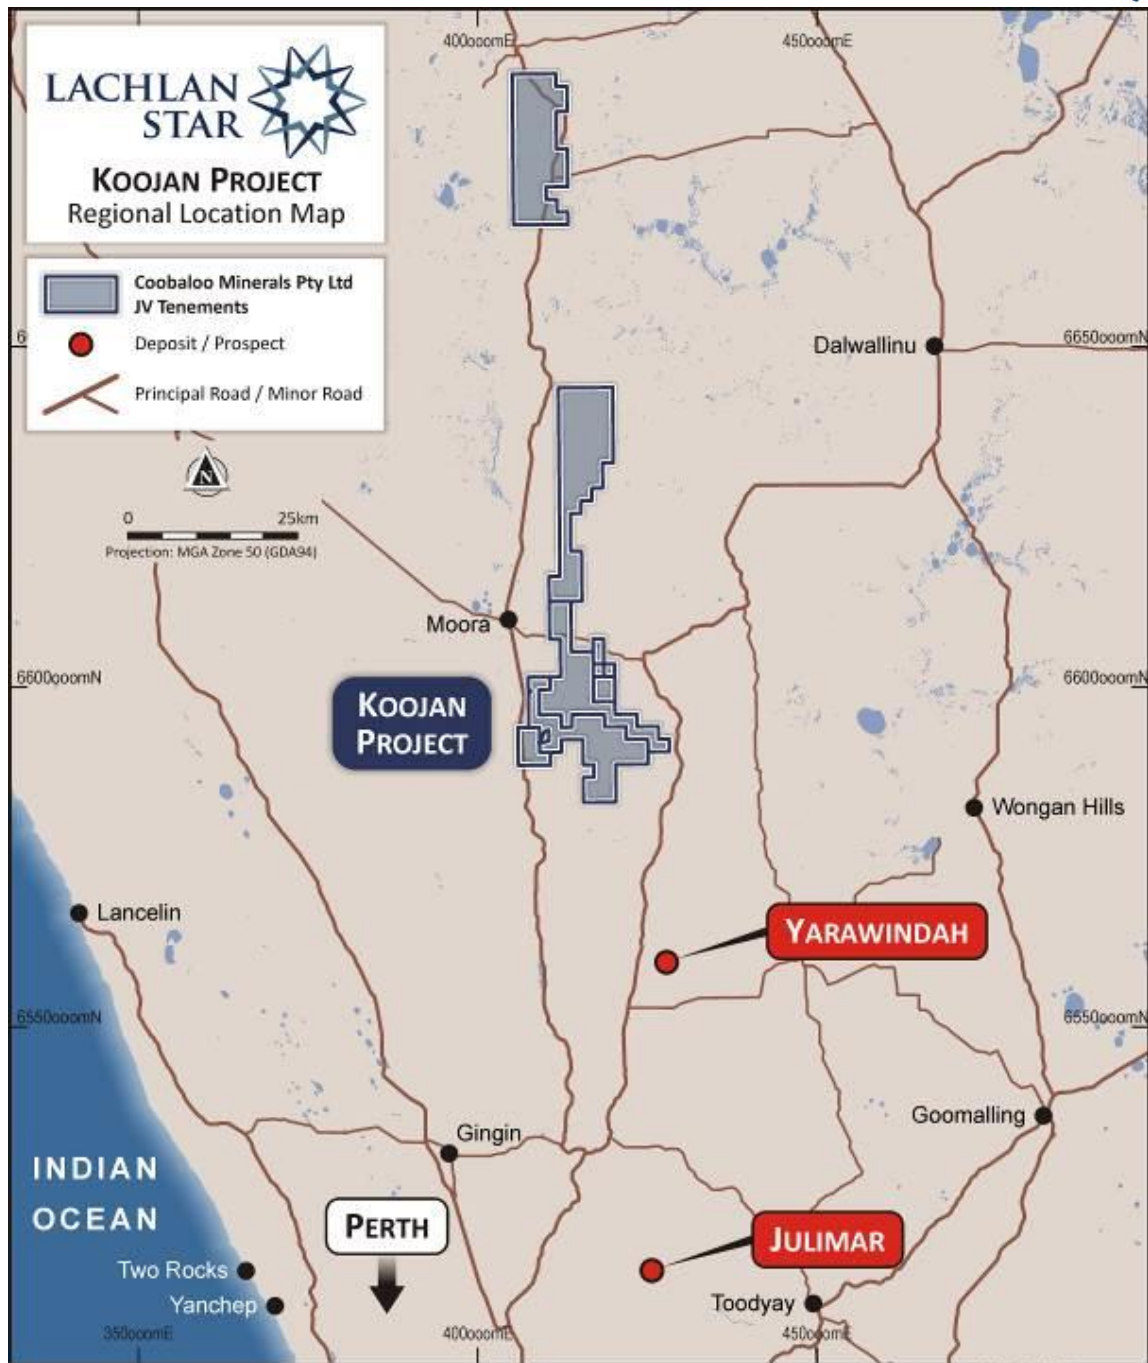 400000mE
450000mE
LACHLAN
STAR
KOOJAN PROJECT
Regional Location Map
Coobaloo Minerals Pty Ltd
JV Tenements
Deposit / Prospect
Principal Road / Minor Road
Dalwallinu
6650000mN
N
0 25km
Projection: MGA Zone 50 (GDA94)
Moora
6600000mN
6600000mN
KOOJAN
PROJECT
Wongan Hills
Lancelin
YARAWINDAH
6550000mN
6550000mN
Goomalling
Gingin
INDIAN
OCEAN
PERTH
JULIMAR
Two Rocks
Yanchep
Toodyay
350000mE
400000mE
450000mE